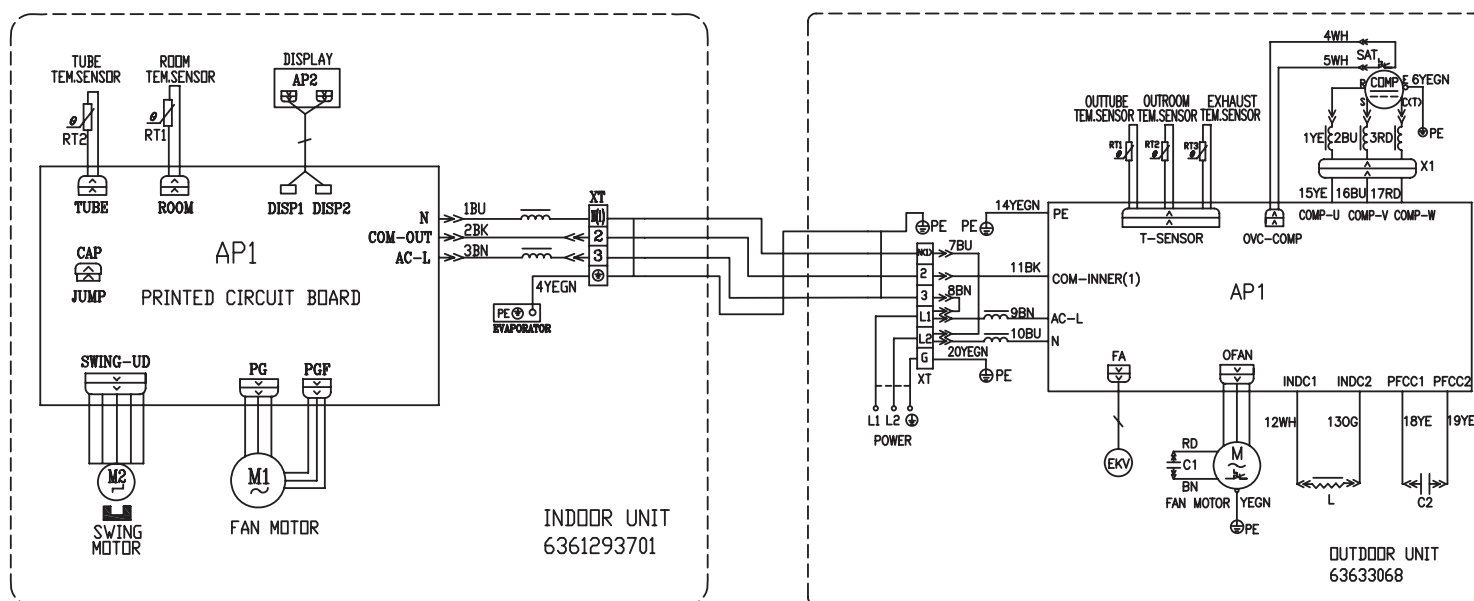 TUBE
TEM.SENSOR
ROOM
TEM.SENSOR
DISPLAY
AP2
θ
RT2
θ
RT1
TUBE
ROOM
DISP1 DISP2
N
COM-OUT
AC-L
1BU
2BK
3BN
XT
N(1)
2
3
4YEGN
PE
EVAPORATOR
CAP
JUMP
AP1
PRINTED CIRCUIT BOARD
SWING-UD
PG
PGF
M2
M1
~
SWING
MOTOR
FAN MOTOR
INDOOR UNIT
6361293701
4WH
5WH
SAT
COMP
R
S
C(T)
6YEGN
PE
1YE
2BU
3RD
X1
15YE
16BU
17RD
OUTTUBE
TEM.SENSOR
OUTROOM
TEM.SENSOR
EXHAUST
TEM.SENSOR
RT1
θ
RT2
θ
RT3
θ
PE
PE
14YEGN
PE
T-SENSOR
OVC-COMP
COMP-U
COMP-V
COMP-W
N(1)
7BU
2
11BK
COM-INNER(1)
3
8BN
L1
9BN
AC-L
L2
10BU
N
G
20YEGN
PE
XT
AP1
L1 L2
POWER
FA
OFAN
INDC1
INDC2
PFCC1
PFCC2
EKV
RD
C1
BN
M
~
FAN MOTOR
YEGN
PE
12WH
13OG
L
18YE
19YE
C2
OUTDOOR UNIT
63633068